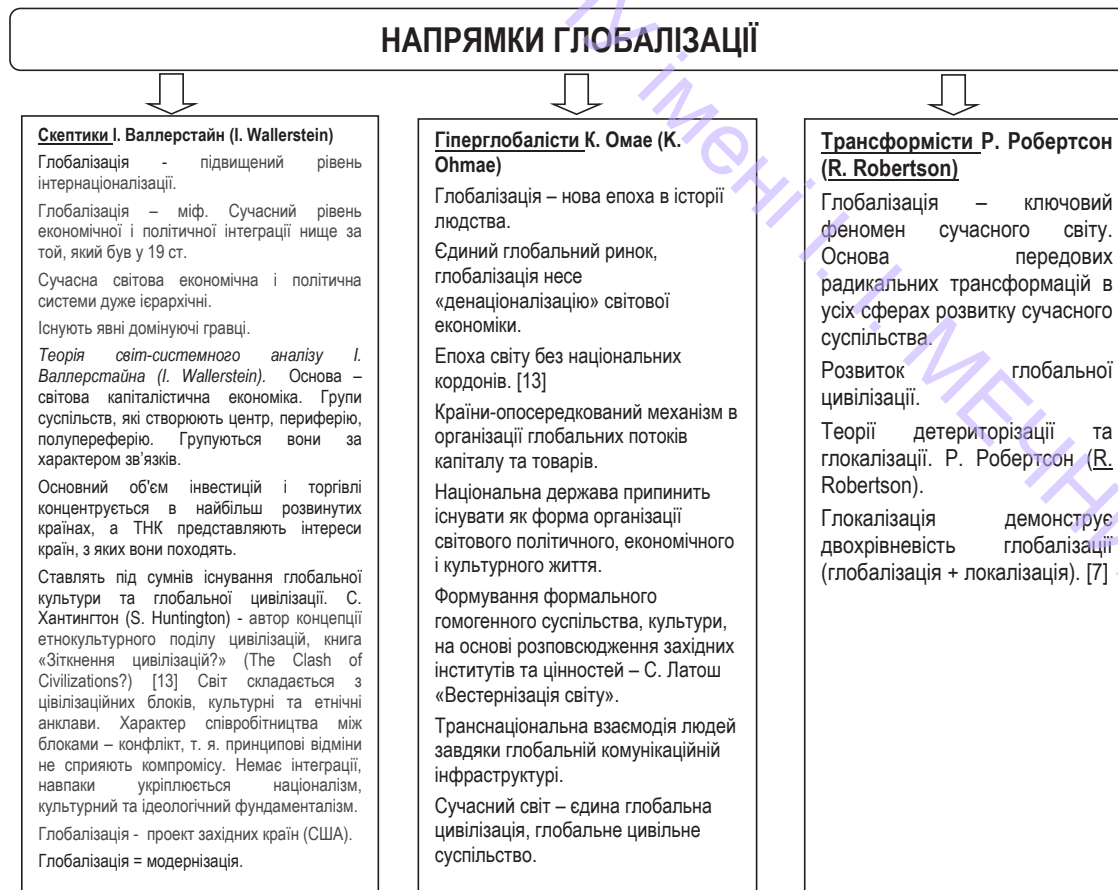 НАПРЯМКИ ГЛОБАЛІЗАЦІЇ
Скептики І. Валлерстайн (I. Wallerstein)
Глобалізація - підвищений рівень
інтернаціоналізації.
Глобалізація – міф. Сучасний рівень
економічної і політичної інтеграції нище за
той, який був у 19 ст.
Сучасна світова економічна і політична
системи дуже ієрархічні.
Існують явні домінуючі гравці.
Теорія світ-системного аналізу І.
Валлерстайна (I. Wallerstein). Основа –
світова капіталістична економіка. Групи
суспільств, які створюють центр, периферію,
полупереферію. Групуються вони за
характером зв’язків.
Основний об'єм інвестицій і торгівлі
концентрується в найбільш розвинутих
країнах, а ТНК представляють інтереси
країн, з яких вони походять.
Ставлять під сумнів існування глобальної
культури та глобальної цивілізації. С.
Хантингтон (S. Huntington) - автор концепції
етнокультурного поділу цивілізацій, книга
«Зіткнення цивілізацій?» (The Clash of
Civilizations?) [13] Світ складається з
цівілізаційних блоків, культурні та етнічні
анклави. Характер співробітництва між
блоками – конфлікт, т. я. принципові відміни
не сприяють компромісу. Немає інтеграції,
навпаки укріплюється націоналізм,
культурний та ідеологічний фундаменталізм.
Глобалізація - проект західних країн (США).
Глобалізація = модернізація.
Гіперглобалісти К. Омае (K.
Ohmae)
Глобалізація – нова епоха в історії
людства.
Єдиний глобальний ринок,
глобалізація несе
«денаціоналізацію» світової
економіки.
Епоха світу без національних
кордонів. [13]
Країни-опосередкований механізм в
організації глобальних потоків
капіталу та товарів.
Національна держава припинить
існувати як форма організації
світового політичного, економічного
і культурного життя.
Формування формального
гомогенного суспільства, культури,
на основі розповсюдження західних
інститутів та цінностей – С. Латош
«Вестернізація світу».
Транснаціональна взаємодія людей
завдяки глобальній комунікаційній
інфраструктурі.
Сучасний світ – єдина глобальна
цивілізація, глобальне цивільне
суспільство.
Трансформісти Р. Робертсон
(R. Robertson)
Глобалізація – ключовий
феномен сучасного світу.
Основа передових
радикальних трансформацій в
усіх сферах розвитку сучасного
суспільства.
Розвиток глобальної
цивілізації.
Теорії детериторізації та
глокалізації. Р. Робертсон (R.
Robertson).
Глокалізація демонструє
двохрівневість глобалізації
(глобалізація + локалізація). [7]
імені І. І.